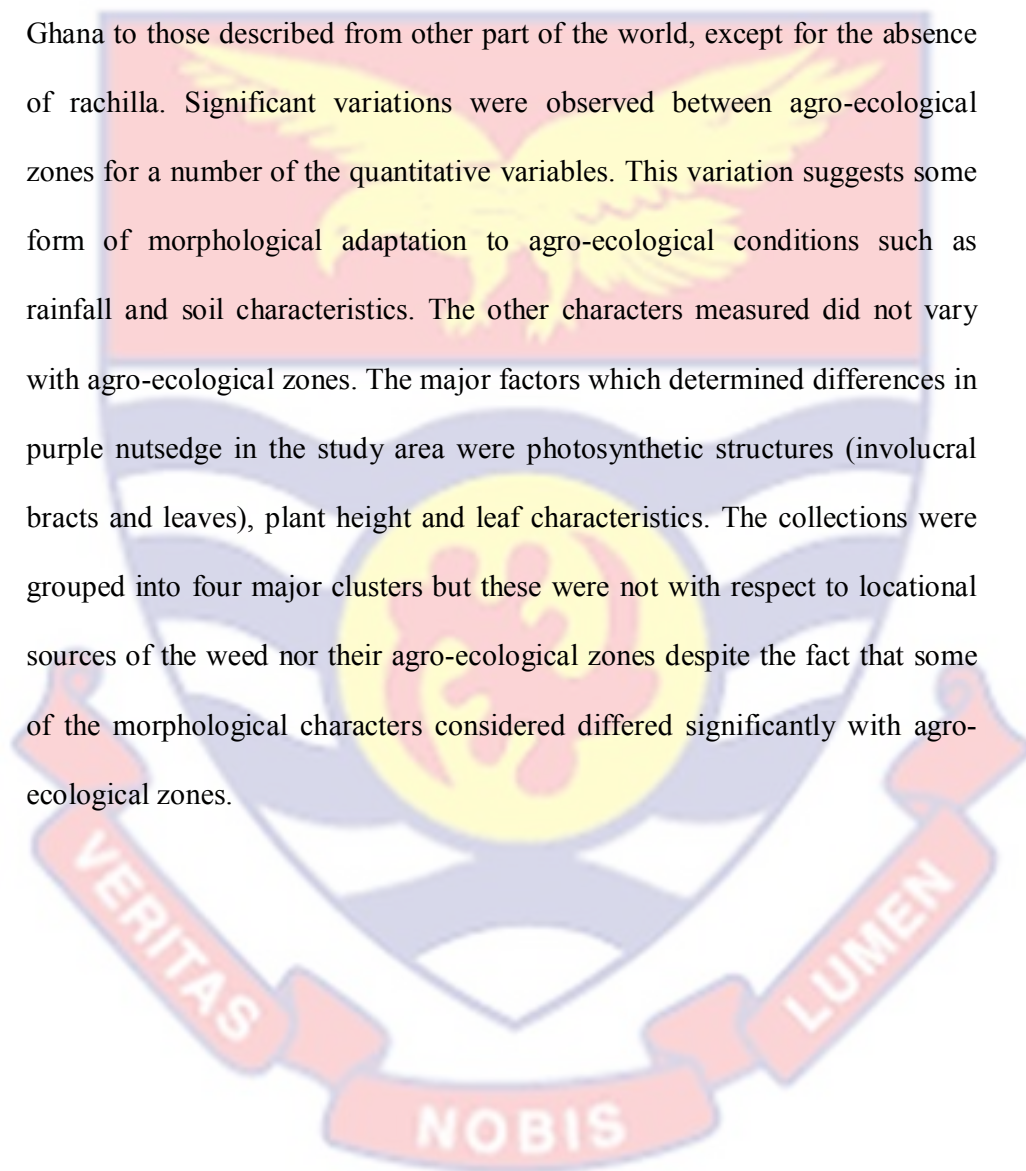 Ghana to those described from other part of the world, except for the absence
of rachilla. Significant variations were observed between agro-ecological
zones for a number of the quantitative variables. This variation suggests some
form of morphological adaptation to agro-ecological conditions such as
rainfall and soil characteristics. The other characters measured did not vary
with agro-ecological zones. The major factors which determined differences in
purple nutsedge in the study area were photosynthetic structures (involucral
bracts and leaves), plant height and leaf characteristics. The collections were
grouped into four major clusters but these were not with respect to locational
sources of the weed nor their agro-ecological zones despite the fact that some
of the morphological characters considered differed significantly with agro-
ecological zones.
VERITAS
NOBIS
LUMEN